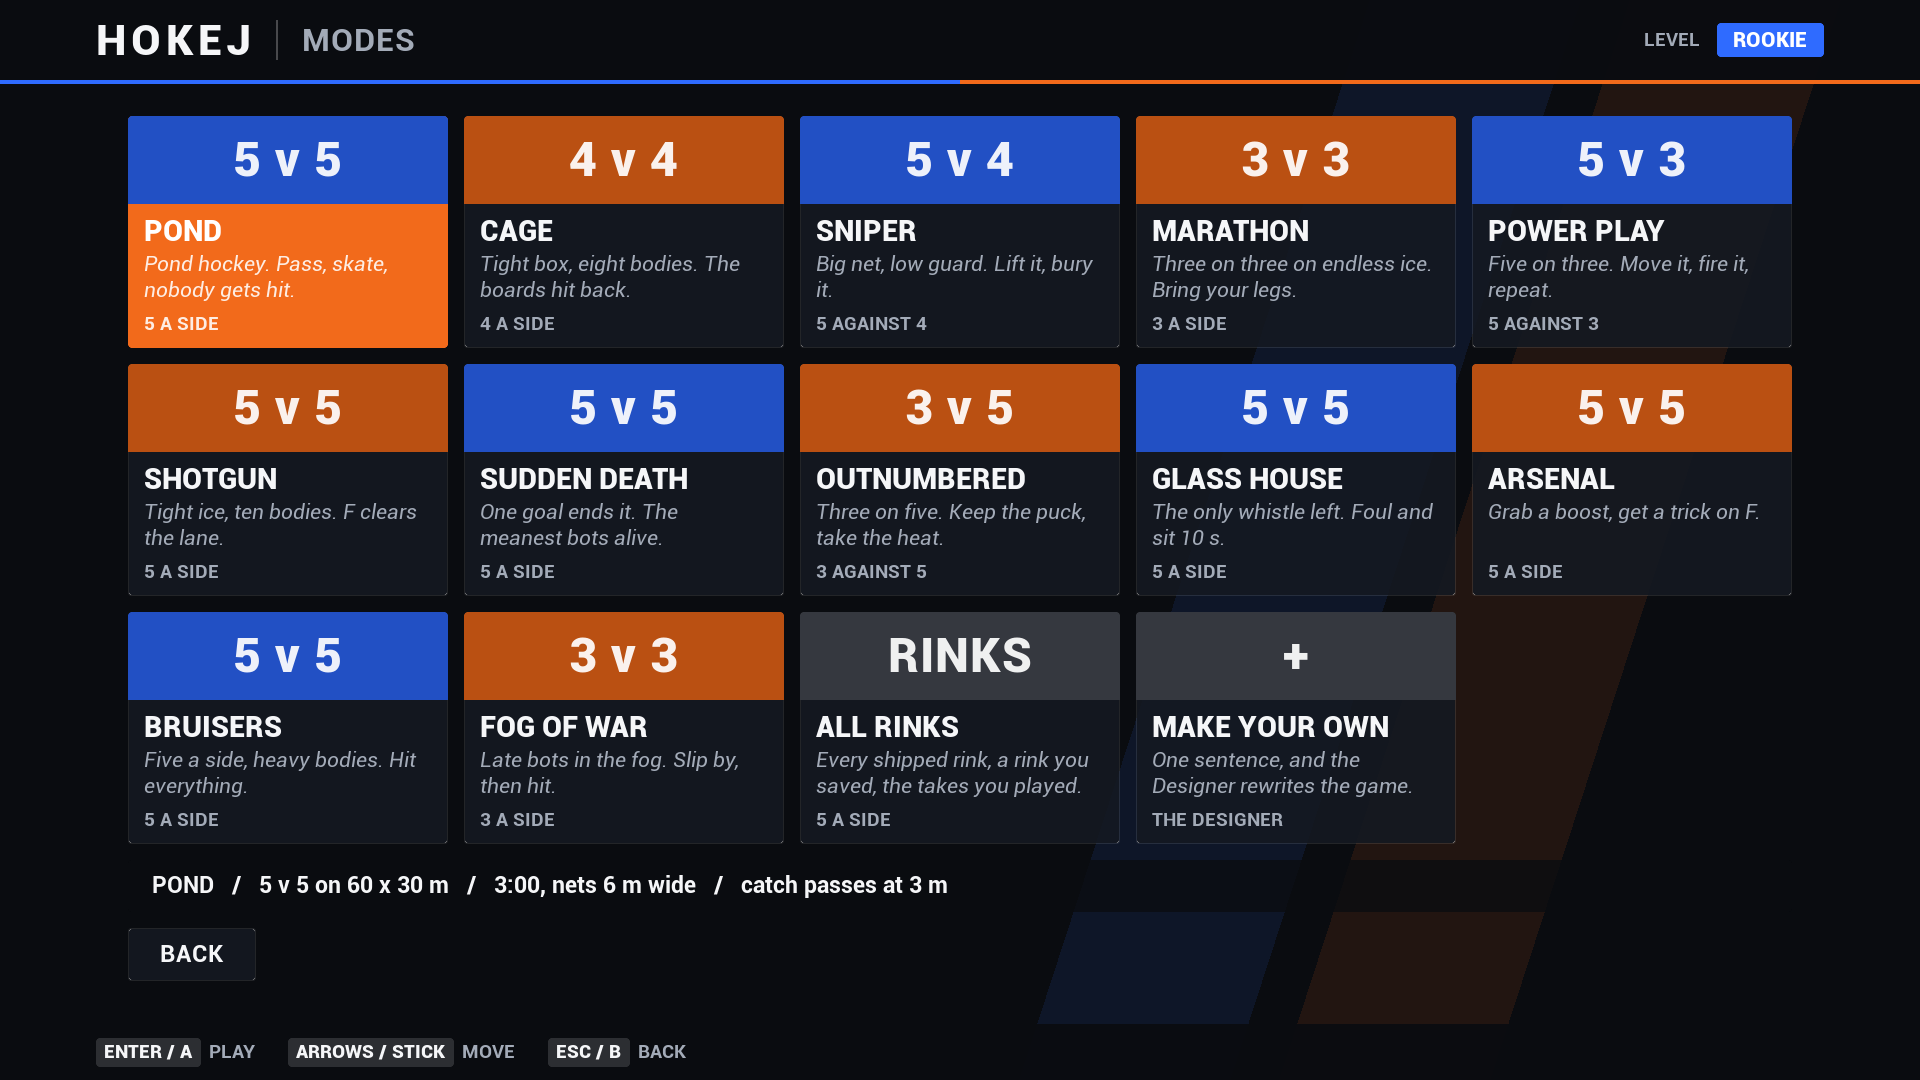 HOKEJ
MODES
LEVEL
ROOKIE
5 v 5
POND
Pond hockey. Pass, skate,
nobody gets hit.
5 A SIDE
4 v 4
CAGE
Tight box, eight bodies. The
boards hit back.
4 A SIDE
5 v 4
SNIPER
Big net, low guard. Lift it, bury
it.
5 AGAINST 4
3 v 3
MARATHON
Three on three on endless ice.
Bring your legs.
3 A SIDE
5 v 3
POWER PLAY
Five on three. Move it, fire it,
repeat.
5 AGAINST 3
5 v 5
SHOTGUN
Tight ice, ten bodies. F clears
the lane.
5 A SIDE
5 v 5
SUDDEN DEATH
One goal ends it. The
meanest bots alive.
5 A SIDE
3 v 5
OUTNUMBERED
Three on five. Keep the puck,
take the heat.
3 AGAINST 5
5 v 5
GLASS HOUSE
The only whistle left. Foul and
sit 10 s.
5 A SIDE
5 v 5
ARSENAL
Grab a boost, get a trick on F.
5 A SIDE
5 v 5
BRUISERS
Five a side, heavy bodies. Hit
everything.
5 A SIDE
3 v 3
FOG OF WAR
Late bots in the fog. Slip by,
then hit.
3 A SIDE
RINKS
ALL RINKS
Every shipped rink, a rink you
saved, the takes you played.
5 A SIDE
+
MAKE YOUR OWN
One sentence, and the
Designer rewrites the game.
THE DESIGNER
POND / 5 v 5 on 60 x 30 m / 3:00, nets 6 m wide / catch passes at 3 m
BACK
ENTER / A PLAY ARROWS / STICK MOVE ESC / B BACK